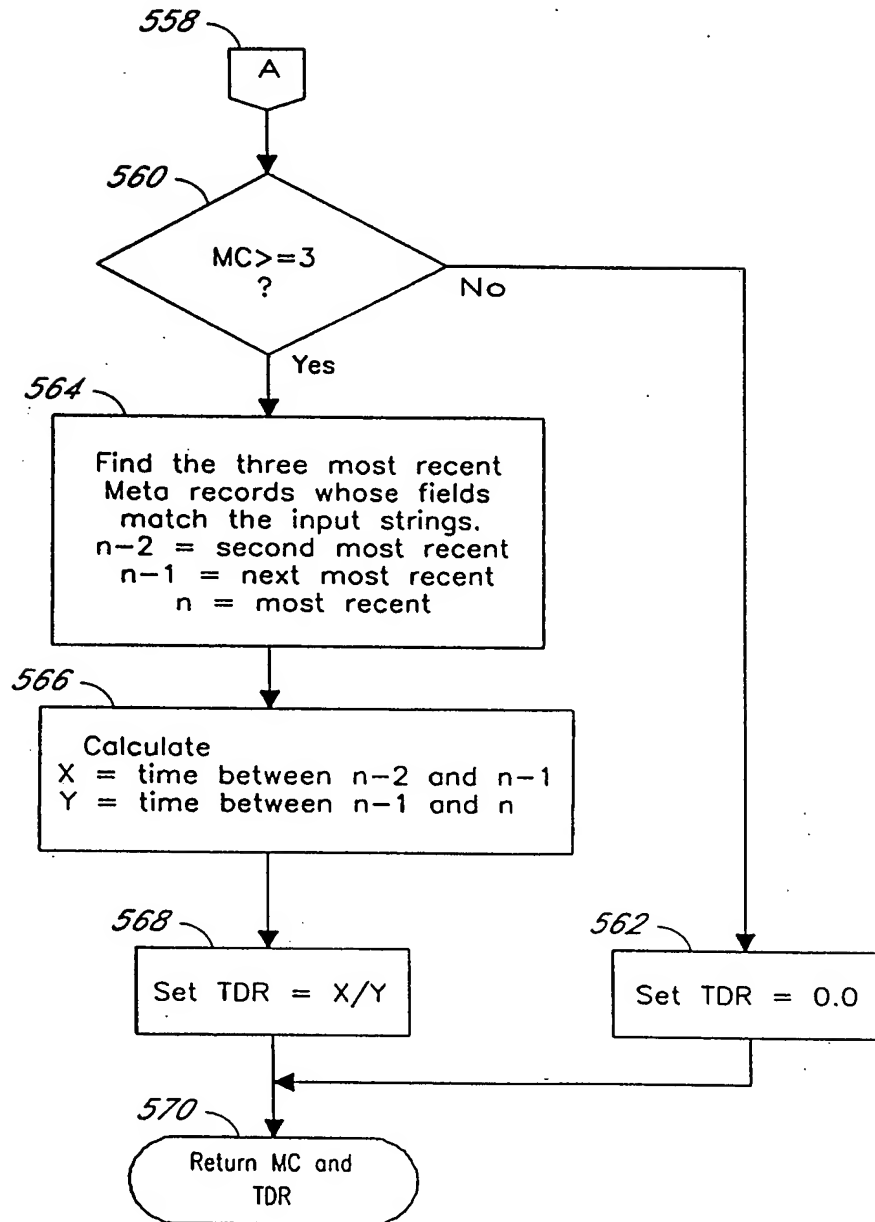 558
A
560
MC>=3
?
No
Yes
564
Find the three most recent
Meta records whose fields
match the input strings.
n-2 = second most recent
n-1 = next most recent
n = most recent
566
Calculate
X = time between n-2 and n-1
Y = time between n-1 and n
568
Set TDR = X/Y
562
Set TDR = 0.0
570
Return MC and
TDR